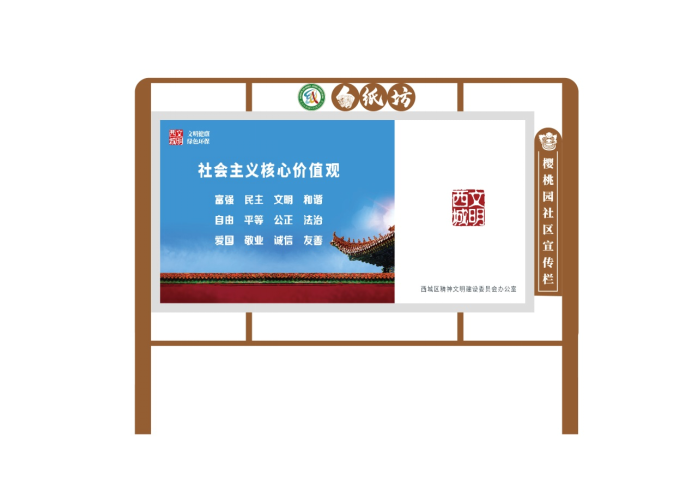 白纸坊
文明西城
文明健康
绿色环保
社会主义核心价值观
富强 民主 文明 和谐
自由 平等 公正 法治
爱国 敬业 诚信 友善
文明西城
西城区精神文明建设委员会办公室
樱桃园社区宣传栏